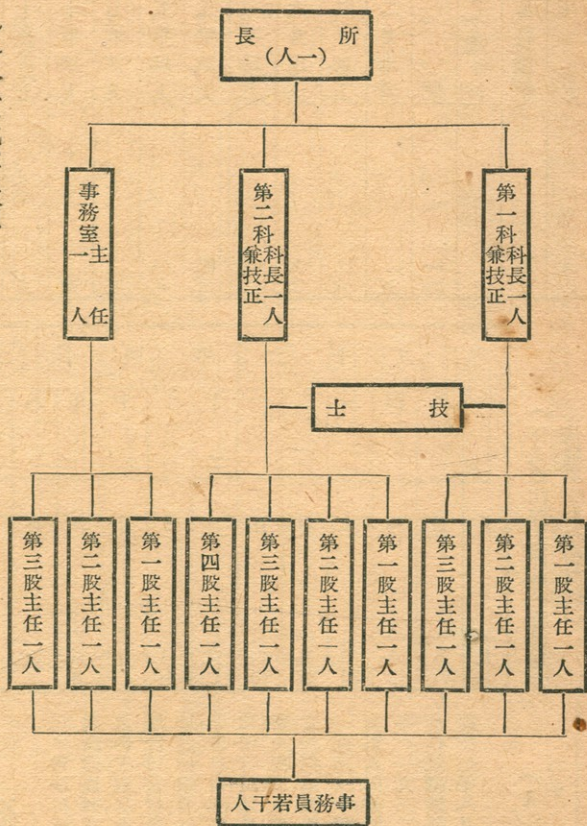 所長
(一人)
第一科科長一人
兼技正
第二科科長一人
兼技正
事務室主任
一人
技士
第一股主任一人
第二股主任一人
第三股主任一人
第一股主任一人
第二股主任一人
第三股主任一人
第四股主任一人
第一股主任一人
第二股主任一人
第三股主任一人
事務員若干人